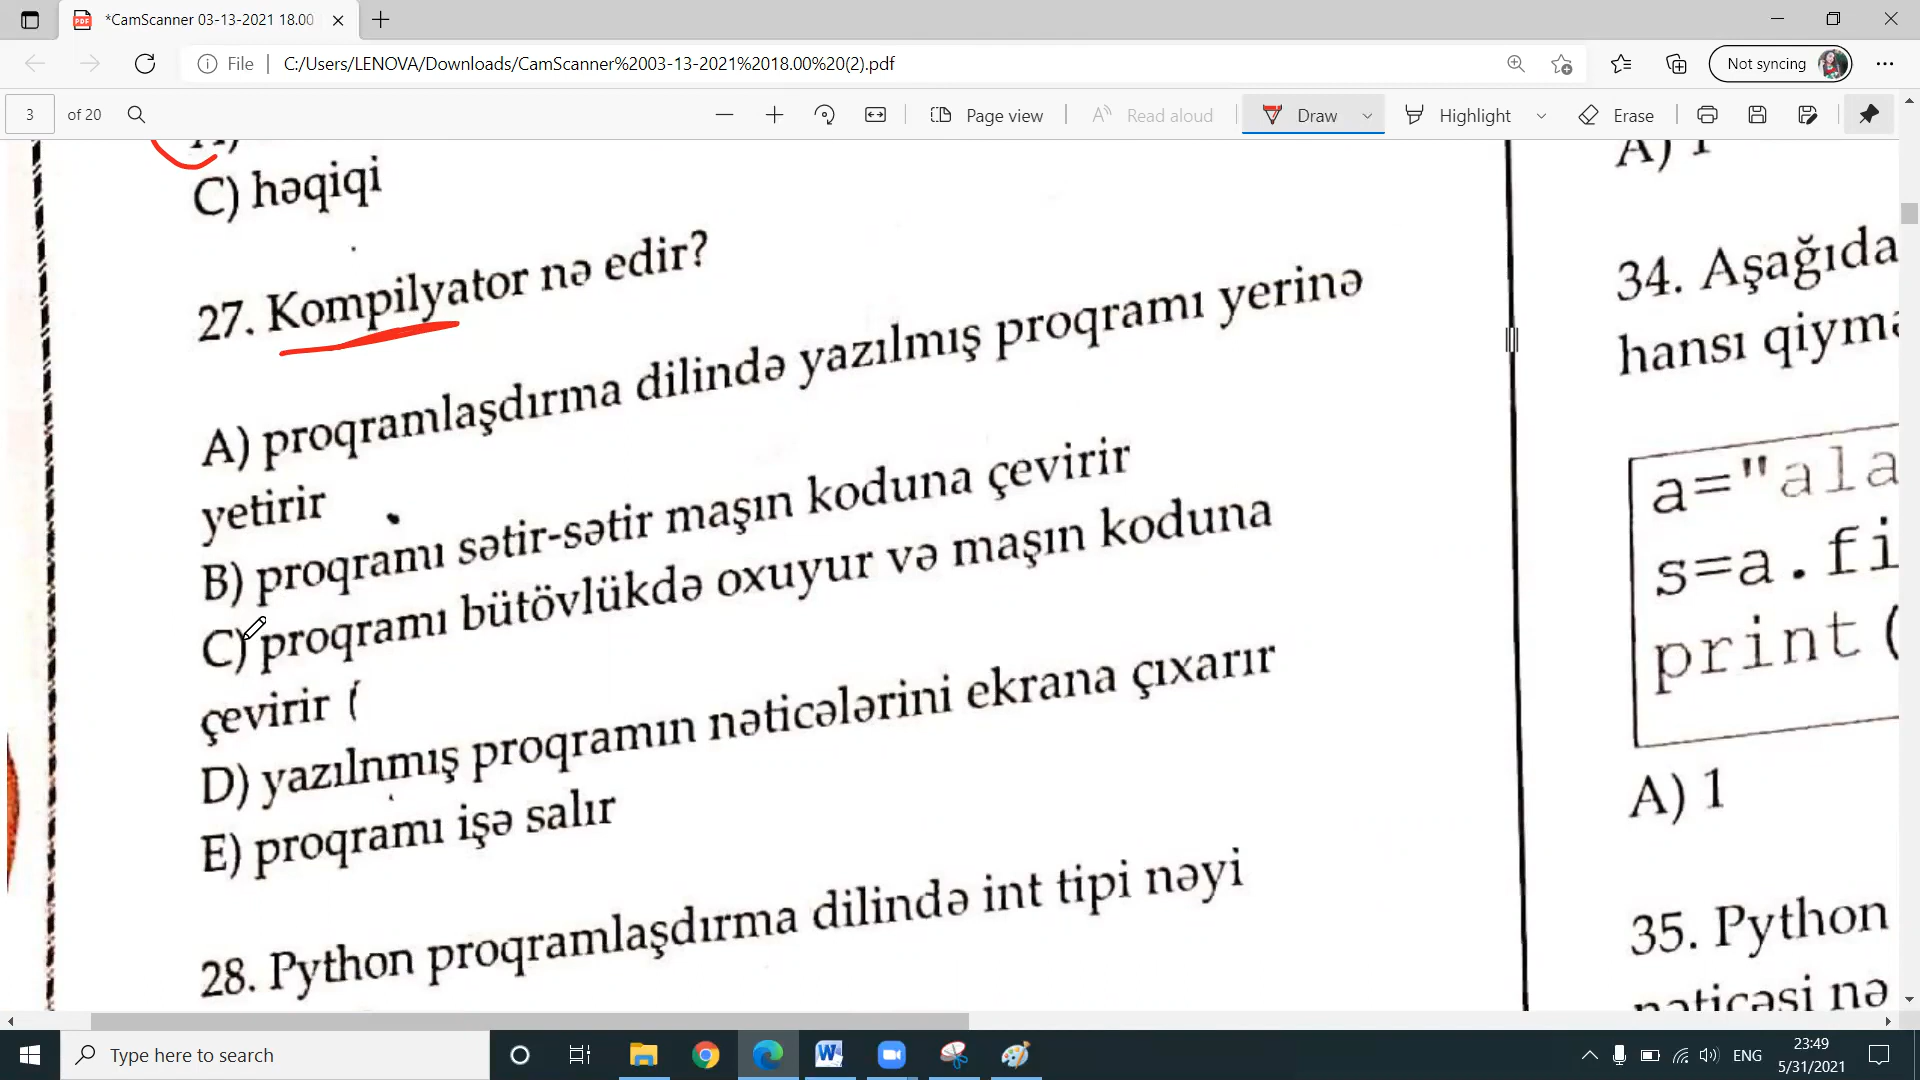 *CamScanner 03-13-2021 18.00
File
C:/Users/LENOVA/Downloads/CamScanner%2003-13-2021%2018.00%20(2).pdf
Not syncing
3 of 20
Page view
Read aloud
Draw
Highlight
Erase
C) həqiqi
27. Kompilyator nə edir?
A) proqramlaşdırma dilində yazılmış proqramı yerinə
yetirir
B) proqramı sətir-sətir maşın koduna çevirir
C) proqramı bütövlükdə oxuyur və maşın koduna
çevirir (
D) yazılnmış proqramın nəticələrini ekrana çıxarır
E) proqramı işə salır
28. Python proqramlaşdırma dilində int tipi nəyi
34. Aşağıda
hansı qiymə
a="ala
s=a.fi
print(
A) 1
35. Python
nəticəsi nə
Type here to search
ENG
23:49
5/31/2021